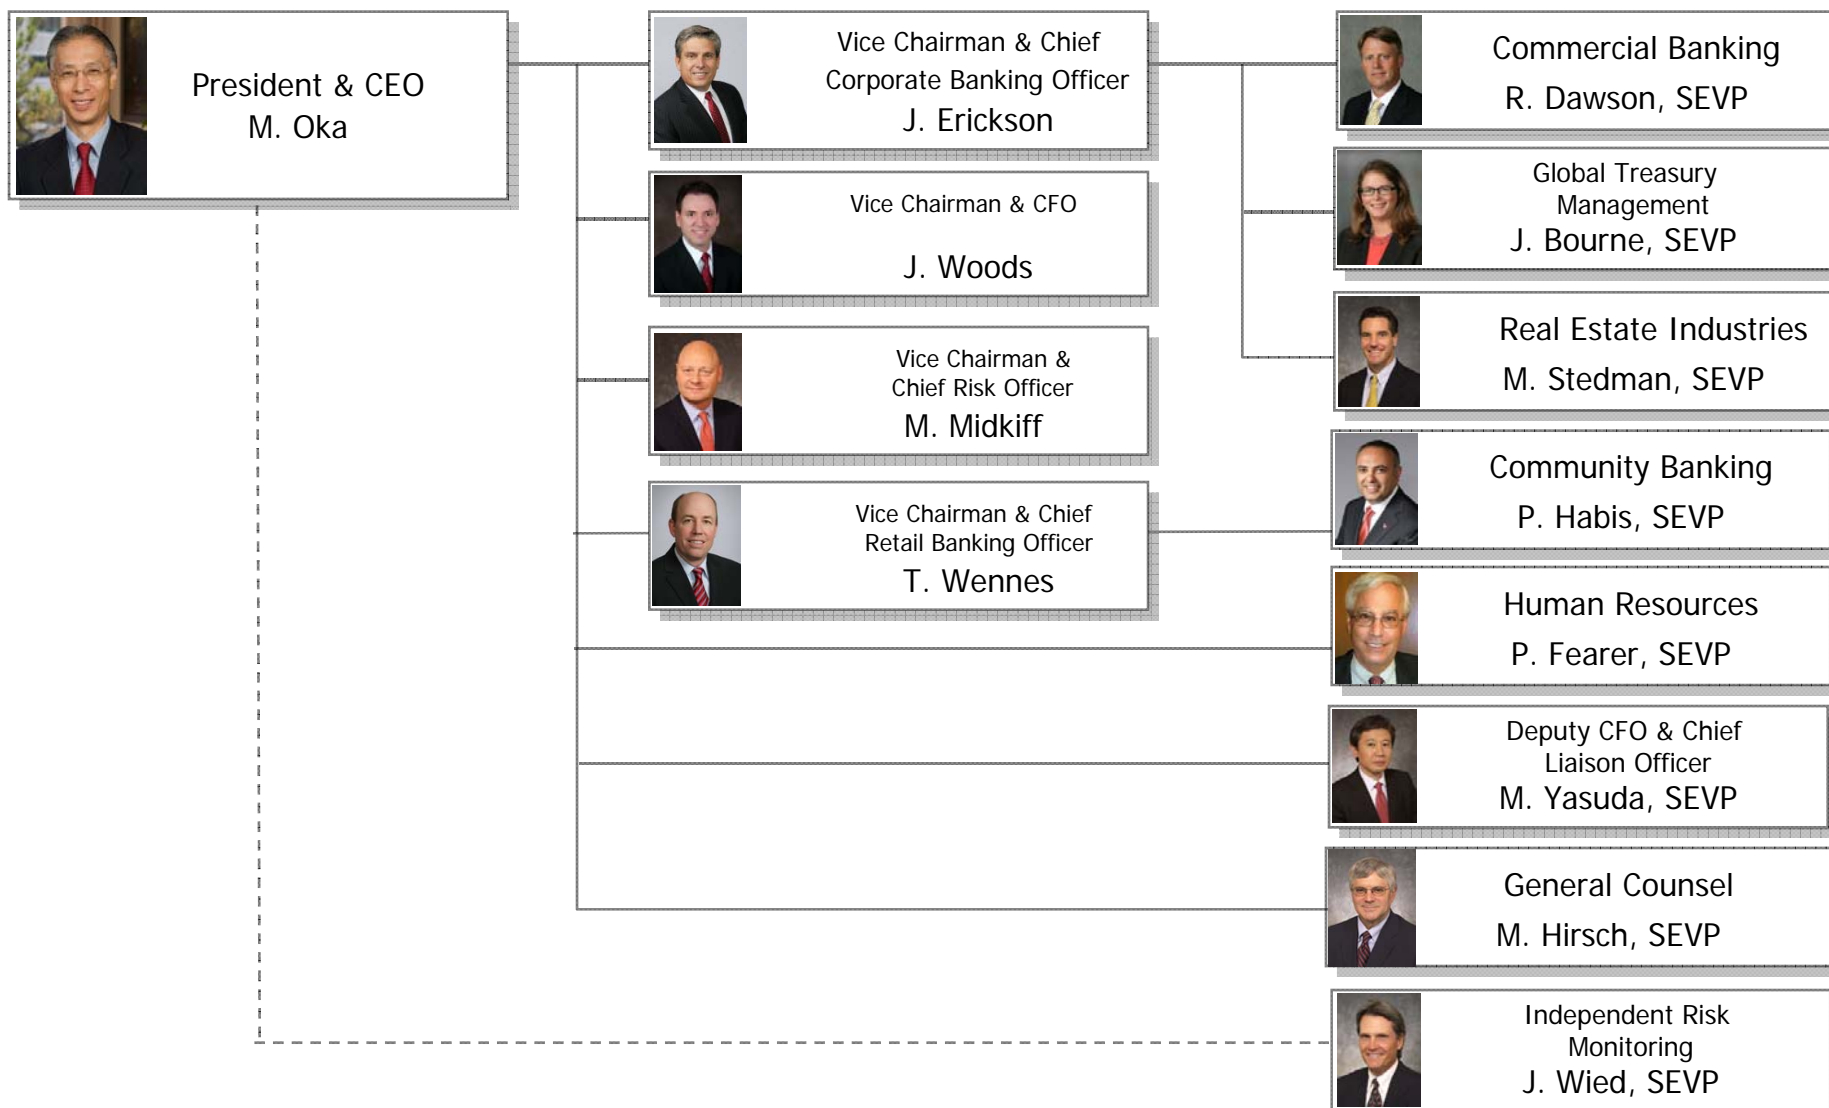 President & CEO
M. Oka
Vice Chairman & Chief
Corporate Banking Officer
J. Erickson
Vice Chairman & CFO
J. Woods
Vice Chairman &
Chief Risk Officer
M. Midkiff
Vice Chairman & Chief
Retail Banking Officer
T. Wennes
Commercial Banking
R. Dawson, SEVP
Global Treasury
Management
J. Bourne, SEVP
Real Estate Industries
M. Stedman, SEVP
Community Banking
P. Habis, SEVP
Human Resources
P. Fearer, SEVP
Deputy CFO & Chief
Liaison Officer
M. Yasuda, SEVP
General Counsel
M. Hirsch, SEVP
Independent Risk
Monitoring
J. Wied, SEVP